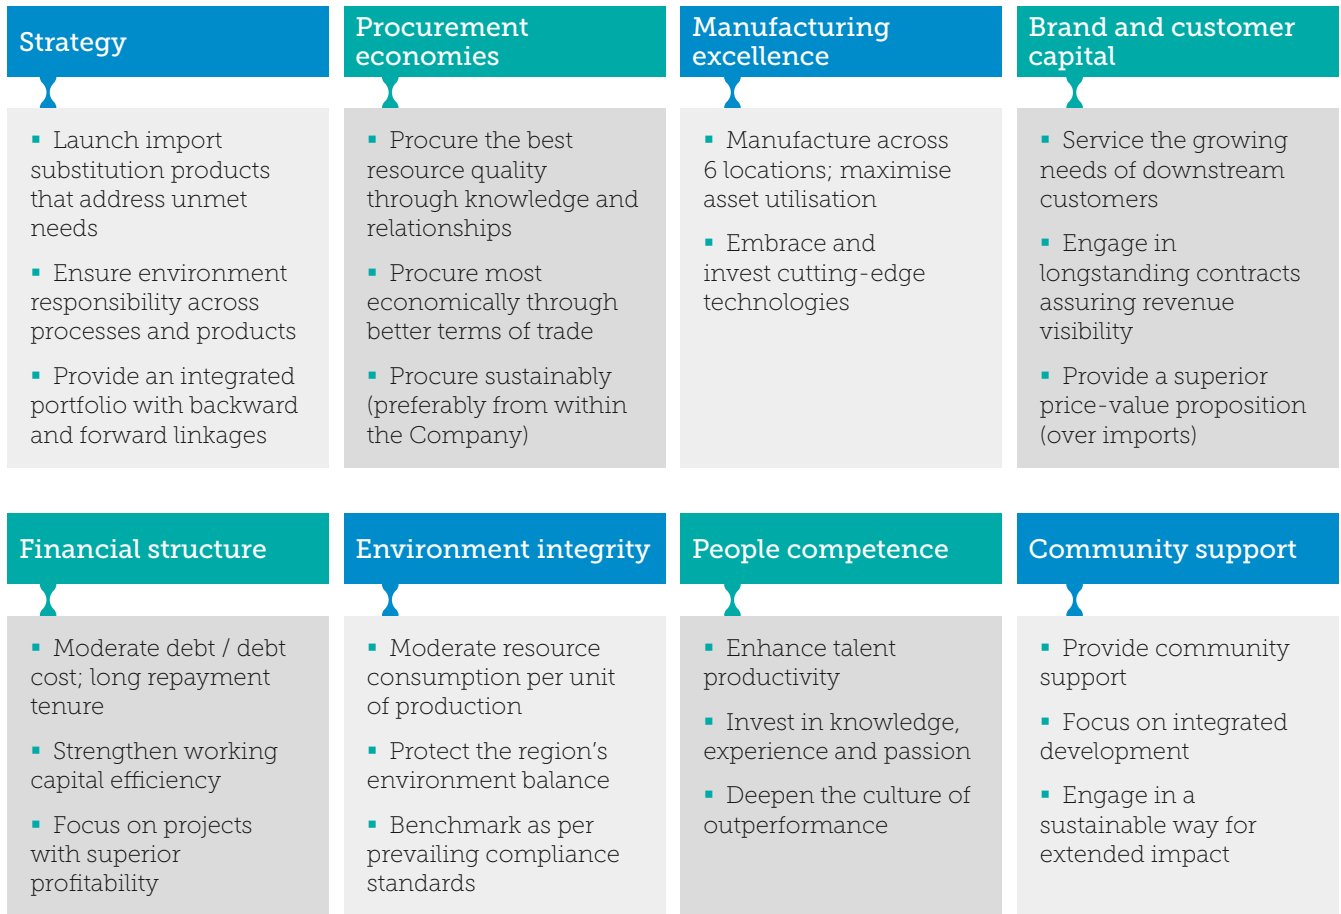 Strategy
▪ Launch import
substitution products
that address unmet
needs
▪ Ensure environment
responsibility across
processes and products
▪ Provide an integrated
portfolio with backward
and forward linkages
Procurement
economies
▪ Procure the best
resource quality
through knowledge and
relationships
▪ Procure most
economically through
better terms of trade
▪ Procure sustainably
(preferably from within
the Company)
Manufacturing
excellence
▪ Manufacture across
6 locations; maximise
asset utilisation
▪ Embrace and
invest cutting-edge
technologies
Brand and customer
capital
▪ Service the growing
needs of downstream
customers
▪ Engage in
longstanding contracts
assuring revenue
visibility
▪ Provide a superior
price-value proposition
(over imports)
Financial structure
▪ Moderate debt / debt
cost; long repayment
tenure
▪ Strengthen working
capital efficiency
▪ Focus on projects
with superior
profitability
Environment integrity
▪ Moderate resource
consumption per unit
of production
▪ Protect the region's
environment balance
▪ Benchmark as per
prevailing compliance
standards
People competence
▪ Enhance talent
productivity
▪ Invest in knowledge,
experience and passion
▪ Deepen the culture of
outperformance
Community support
▪ Provide community
support
▪ Focus on integrated
development
▪ Engage in a
sustainable way for
extended impact